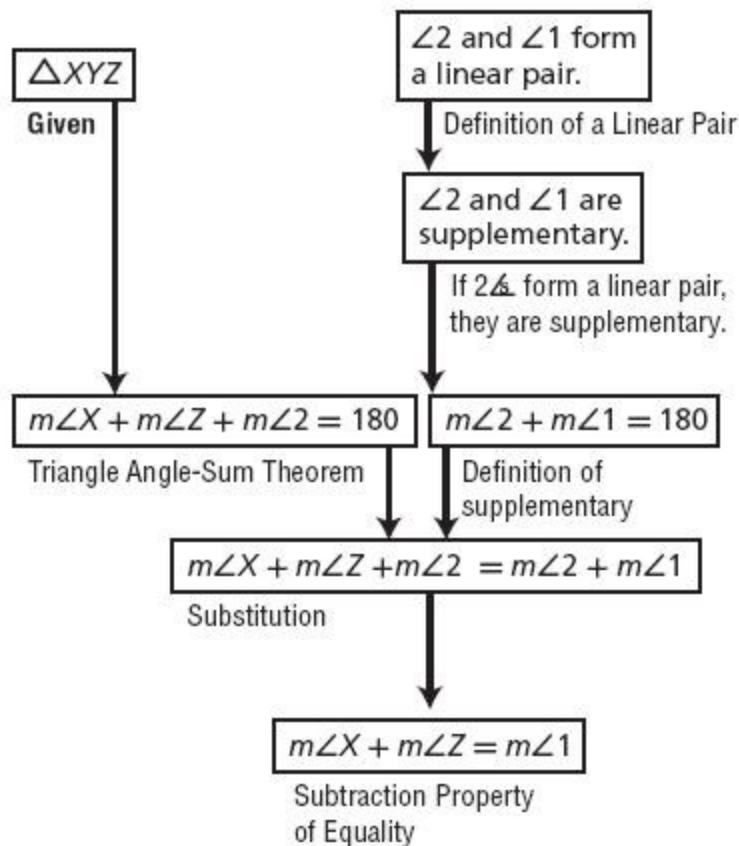 △XYZ
Given
∠2 and ∠1 form
a linear pair.
Definition of a Linear Pair
∠2 and ∠1 are
supplementary.
If 2 ∠s form a linear pair,
they are supplementary.
m∠X + m∠Z + m∠2 = 180
Triangle Angle-Sum Theorem
m∠2 + m∠1 = 180
Definition of
supplementary
m∠X + m∠Z +m∠2 = m∠2 + m∠1
Substitution
m∠X + m∠Z = m∠1
Subtraction Property
of Equality